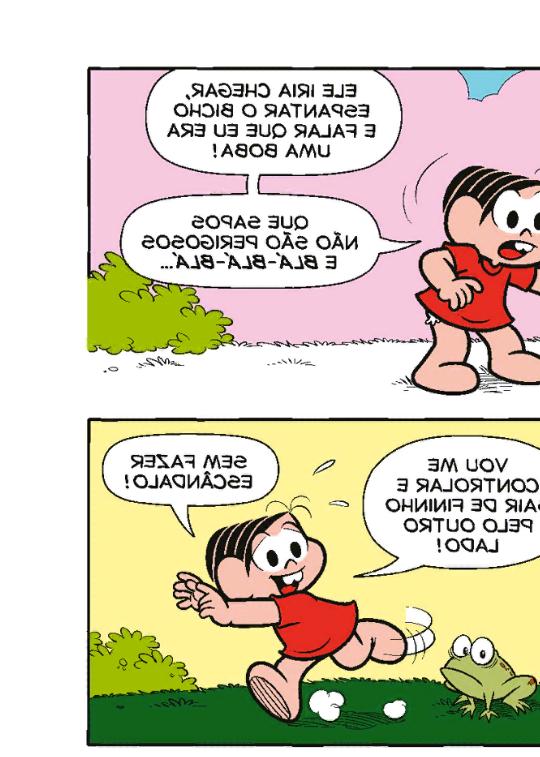 ELE IRIA CHEGAR,
ESPANTAR O BICHO
E FALAR QUE EU ERA
UMA BOBA!
QUE SAPOS
NÃO SÃO PERIGOSOS
E BLÁ-BLÁ-BLÁ...
VOU ME
CONTROLAR E
SAIR DE FININHO
PELO OUTRO
LADO!
SEM FAZER
ESCÂNDALO!